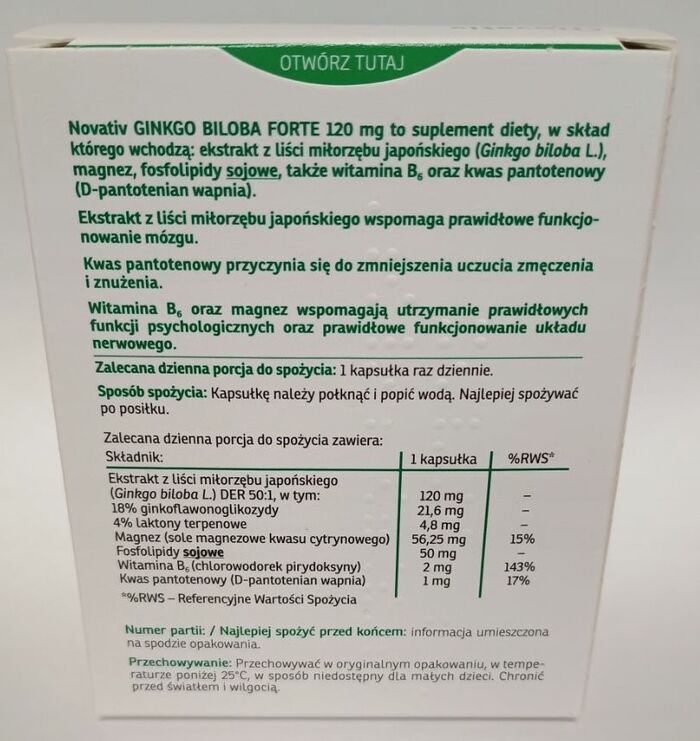 OTWÓRZ TUTAJ
Novativ GINKGO BILOBA FORTE 120 mg to suplement diety, w skład
którego wchodzą: ekstrakt z liści miłorzębu japońskiego (Ginkgo biloba L.),
magnez, fosfolipidy sojowe, także witamina B₆ oraz kwas pantotenowy
(D-pantotenian wapnia).
Ekstrakt z liści miłorzębu japońskiego wspomaga prawidłowe funkcjo-
nowanie mózgu.
Kwas pantotenowy przyczynia się do zmniejszenia uczucia zmęczenia
i znużenia.
Witamina B₆ oraz magnez wspomagają utrzymanie prawidłowych
funkcji psychologicznych oraz prawidłowe funkcjonowanie układu
nerwowego.
Zalecana dzienna porcja do spożycia: 1 kapsułka raz dziennie.
Sposób spożycia: Kapsułkę należy połknąć i popić wodą. Najlepiej spożywać
po posiłku.
Zalecana dzienna porcja do spożycia zawiera:
Składnik: 1 kapsułka %RWS*
Ekstrakt z liści miłorzębu japońskiego
(Ginkgo biloba L.) DER 50:1, w tym: 120 mg –
18% ginkoflawonoglikozydy 21,6 mg –
4% laktony terpenowe 4,8 mg –
Magnez (sole magnezowe kwasu cytrynowego) 56,25 mg 15%
Fosfolipidy sojowe 50 mg –
Witamina B₆ (chlorowodorek pirydoksyny) 2 mg 143%
Kwas pantotenowy (D-pantotenian wapnia) 1 mg 17%
*%RWS – Referencyjne Wartości Spożycia
Numer partii: / Najlepiej spożyć przed końcem: informacja umieszczona
na spodzie opakowania.
Przechowywanie: Przechowywać w oryginalnym opakowaniu, w tempe-
raturze poniżej 25°C, w sposób niedostępny dla małych dzieci. Chronić
przed światłem i wilgocią.